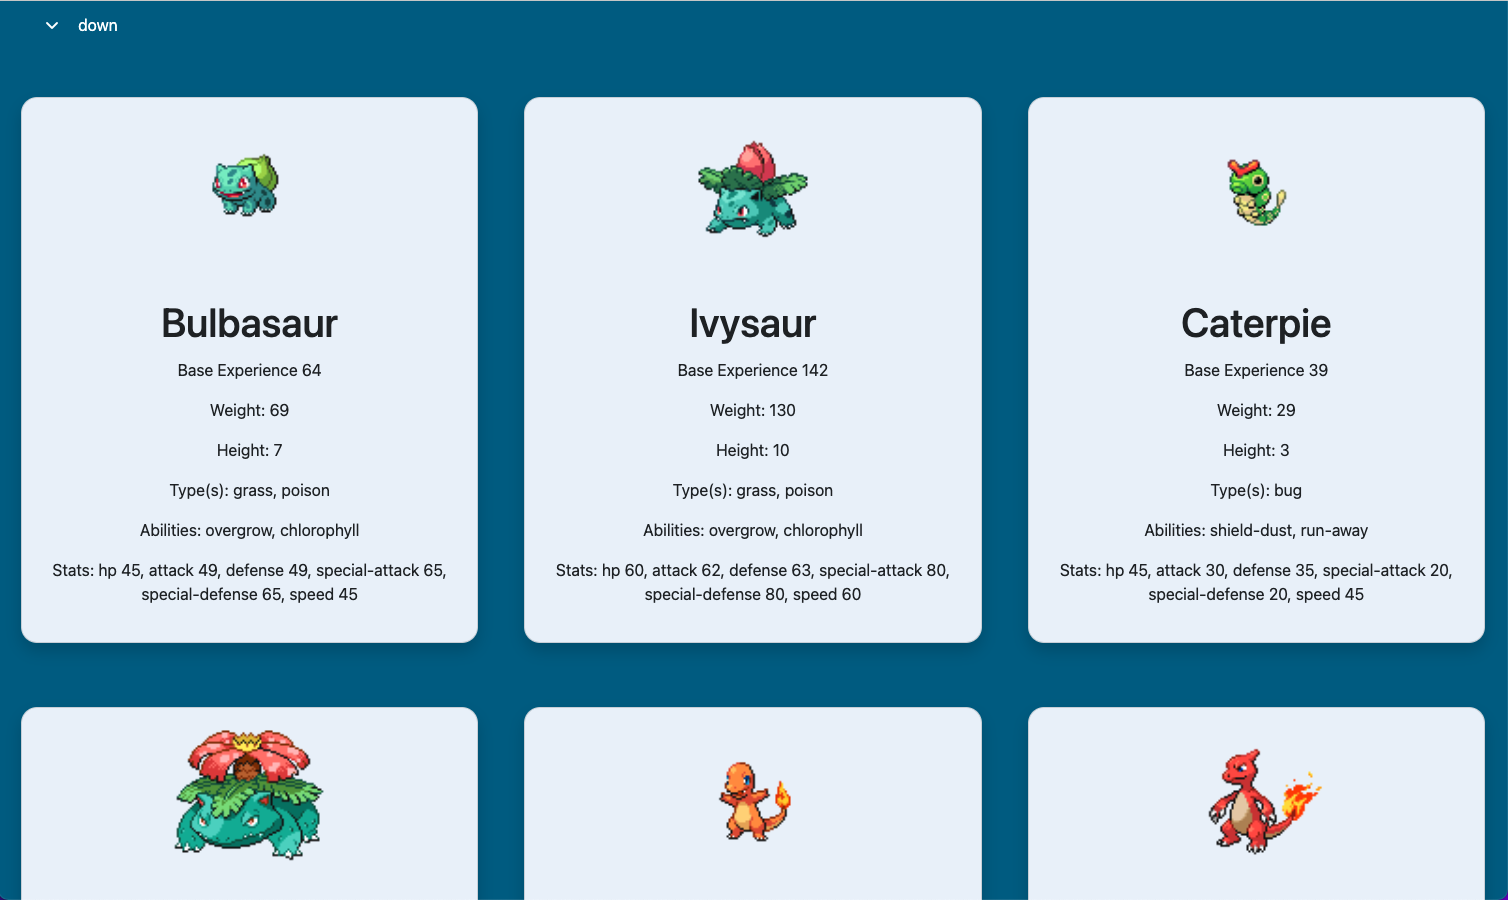 down
Bulbasaur
Base Experience 64
Weight: 69
Height: 7
Type(s): grass, poison
Abilities: overgrow, chlorophyll
Stats: hp 45, attack 49, defense 49, special-attack 65,
special-defense 65, speed 45
Ivysaur
Base Experience 142
Weight: 130
Height: 10
Type(s): grass, poison
Abilities: overgrow, chlorophyll
Stats: hp 60, attack 62, defense 63, special-attack 80,
special-defense 80, speed 60
Caterpie
Base Experience 39
Weight: 29
Height: 3
Type(s): bug
Abilities: shield-dust, run-away
Stats: hp 45, attack 30, defense 35, special-attack 20,
special-defense 20, speed 45